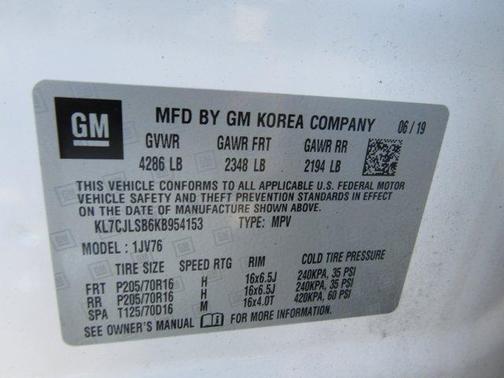 GM
MFD BY GM KOREA COMPANY 06/19
GVWR GAWR FRT GAWR RR
4286 LB 2348 LB 2194 LB
THIS VEHICLE CONFORMS TO ALL APPLICABLE U.S. FEDERAL MOTOR
VEHICLE SAFETY AND THEFT PREVENTION STANDARDS IN EFFECT
ON THE DATE OF MANUFACTURE SHOWN ABOVE.
KL7CJLSB6KB954153 TYPE: MPV
MODEL: 1JV76
TIRE SIZE SPEED RTG RIM COLD TIRE PRESSURE
FRT P205/70R16 H 16x6.5J 240KPA, 35 PSI
RR P205/70R16 H 16x6.5J 240KPA, 35 PSI
SPA T125/70D16 M 16x4.0T 420KPA, 60 PSI
SEE OWNER'S MANUAL FOR MORE INFORMATION.